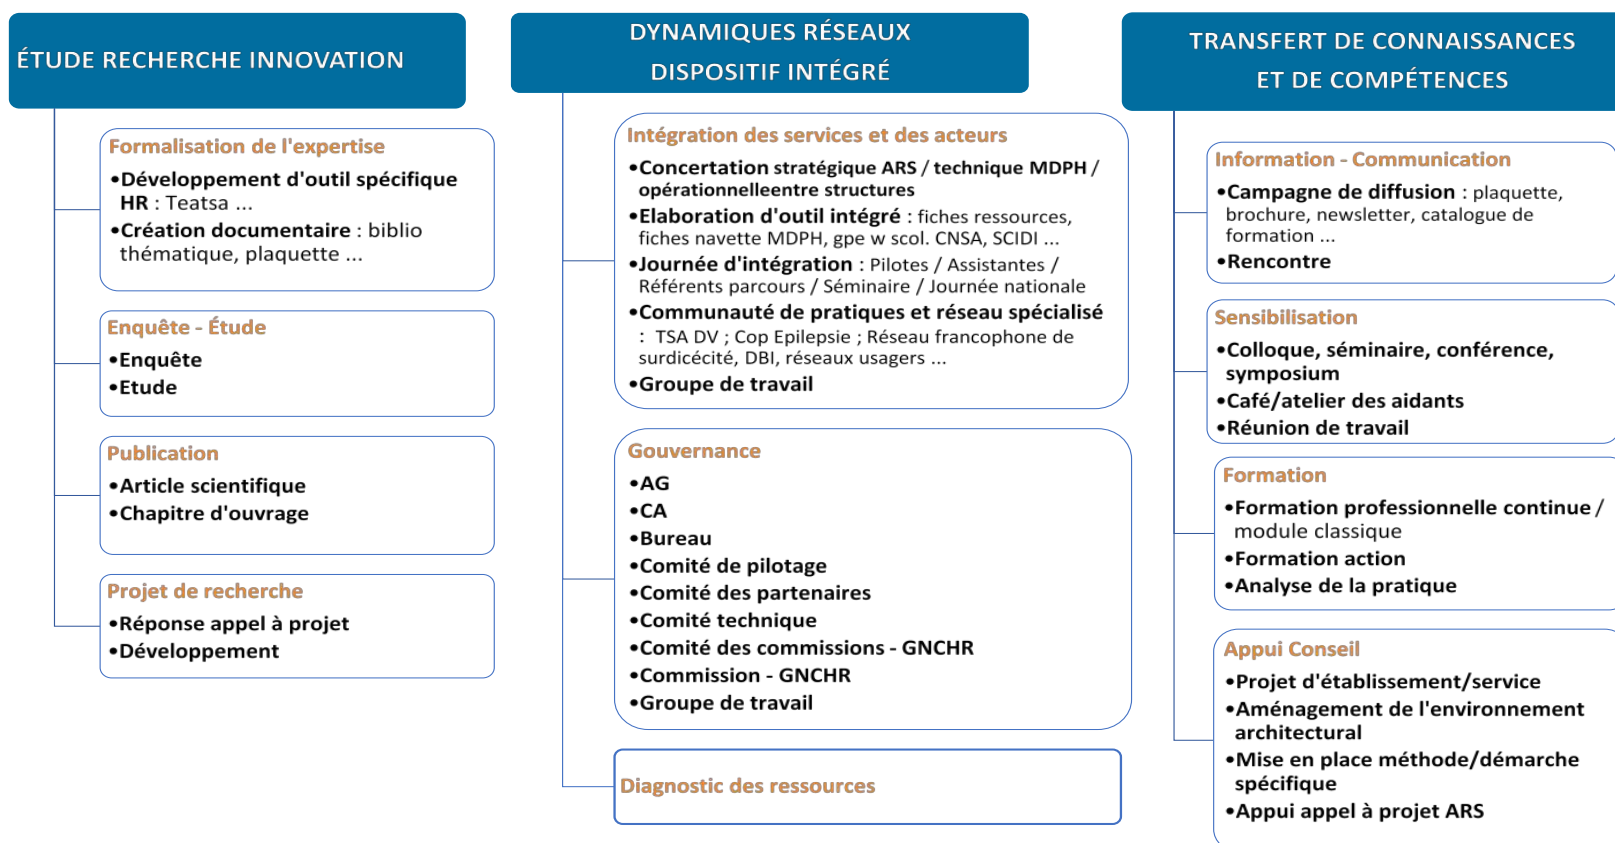 ÉTUDE RECHERCHE INNOVATION
Formalisation de l'expertise
•Développement d'outil spécifique
HR : Teatsa ...
•Création documentaire : biblio
thématique, plaquette ...
Enquête - Étude
•Enquête
•Etude
Publication
•Article scientifique
•Chapitre d'ouvrage
Projet de recherche
•Réponse appel à projet
•Développement
DYNAMIQUES RÉSEAUX
DISPOSITIF INTÉGRÉ
Intégration des services et des acteurs
•Concertation stratégique ARS / technique MDPH /
opérationnelleentre structures
•Elaboration d'outil intégré : fiches ressources,
fiches navette MDPH, gpe w scol. CNSA, SCIDI ...
•Journée d'intégration : Pilotes / Assistantes /
Référents parcours / Séminaire / Journée nationale
•Communauté de pratiques et réseau spécialisé
: TSA DV ; Cop Epilepsie ; Réseau francophone de
surdicécité, DBI, réseaux usagers ...
•Groupe de travail
Gouvernance
•AG
•CA
•Bureau
•Comité de pilotage
•Comité des partenaires
•Comité technique
•Comité des commissions - GNCHR
•Commission - GNCHR
•Groupe de travail
Diagnostic des ressources
TRANSFERT DE CONNAISSANCES
ET DE COMPÉTENCES
Information - Communication
•Campagne de diffusion : plaquette,
brochure, newsletter, catalogue de
formation ...
•Rencontre
Sensibilisation
•Colloque, séminaire, conférence,
symposium
•Café/atelier des aidants
•Réunion de travail
Formation
•Formation professionnelle continue /
module classique
•Formation action
•Analyse de la pratique
Appui Conseil
•Projet d'établissement/service
•Aménagement de l'environnement
architectural
•Mise en place méthode/démarche
spécifique
•Appui appel à projet ARS